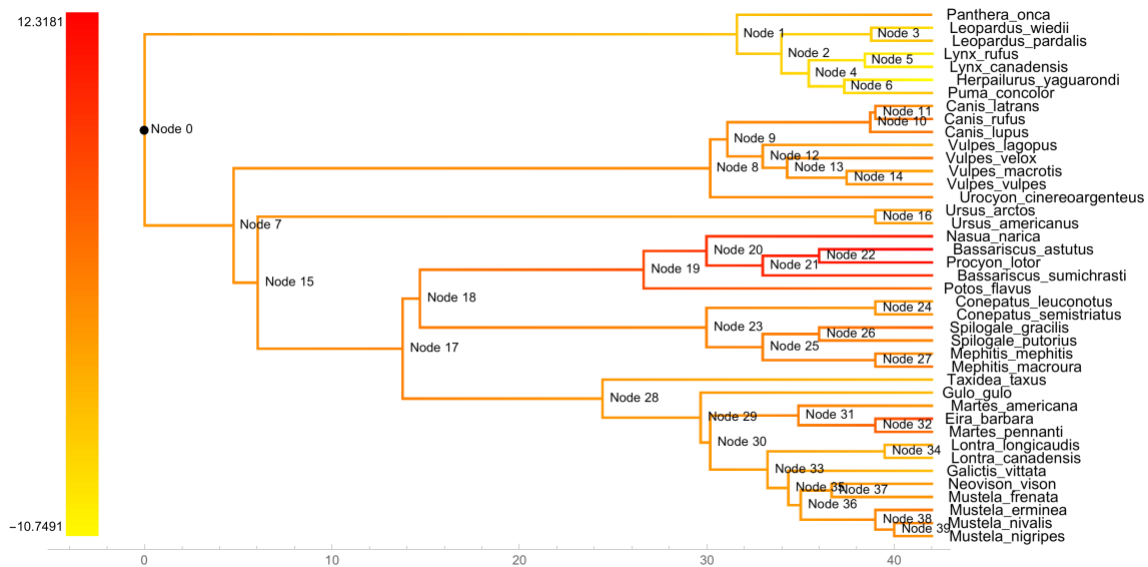 12.3181
−10.7491
Panthera_onca
Node 1
Leopardus_wiedii
Node 3
Leopardus_pardalis
Node 2
Lynx_rufus
Node 5
Lynx_canadensis
Node 4
Herpailurus_yaguarondi
Node 6
Puma_concolor
Canis_latrans
Node 11
Canis_rufus
Node 10
Node 0
Canis_lupus
Node 9
Vulpes_lagopus
Node 12
Vulpes_velox
Node 8
Node 13
Vulpes_macrotis
Node 14
Vulpes_vulpes
Urocyon_cinereoargenteus
Ursus_arctos
Node 16
Node 7
Ursus_americanus
Nasua_narica
Node 20
Bassariscus_astutus
Node 22
Procyon_lotor
Node 21
Node 19
Bassariscus_sumichrasti
Node 15
Potos_flavus
Node 18
Conepatus_leuconotus
Node 24
Conepatus_semistriatus
Node 23
Spilogale_gracilis
Node 26
Spilogale_putorius
Node 25
Node 17
Mephitis_mephitis
Node 27
Mephitis_macroura
Taxidea_taxus
Gulo_gulo
Node 28
Martes_americana
Node 31
Node 29
Eira_barbara
Node 32
Martes_pennanti
Node 30
Lontra_longicaudis
Node 34
Lontra_canadensis
Node 33
Galictis_vittata
Neovison_vison
Node 35
Node 37
Mustela_frenata
Node 36
Mustela_erminea
Node 38
Mustela_nivalis
Node 39
Mustela_nigripes
0
10
20
30
40